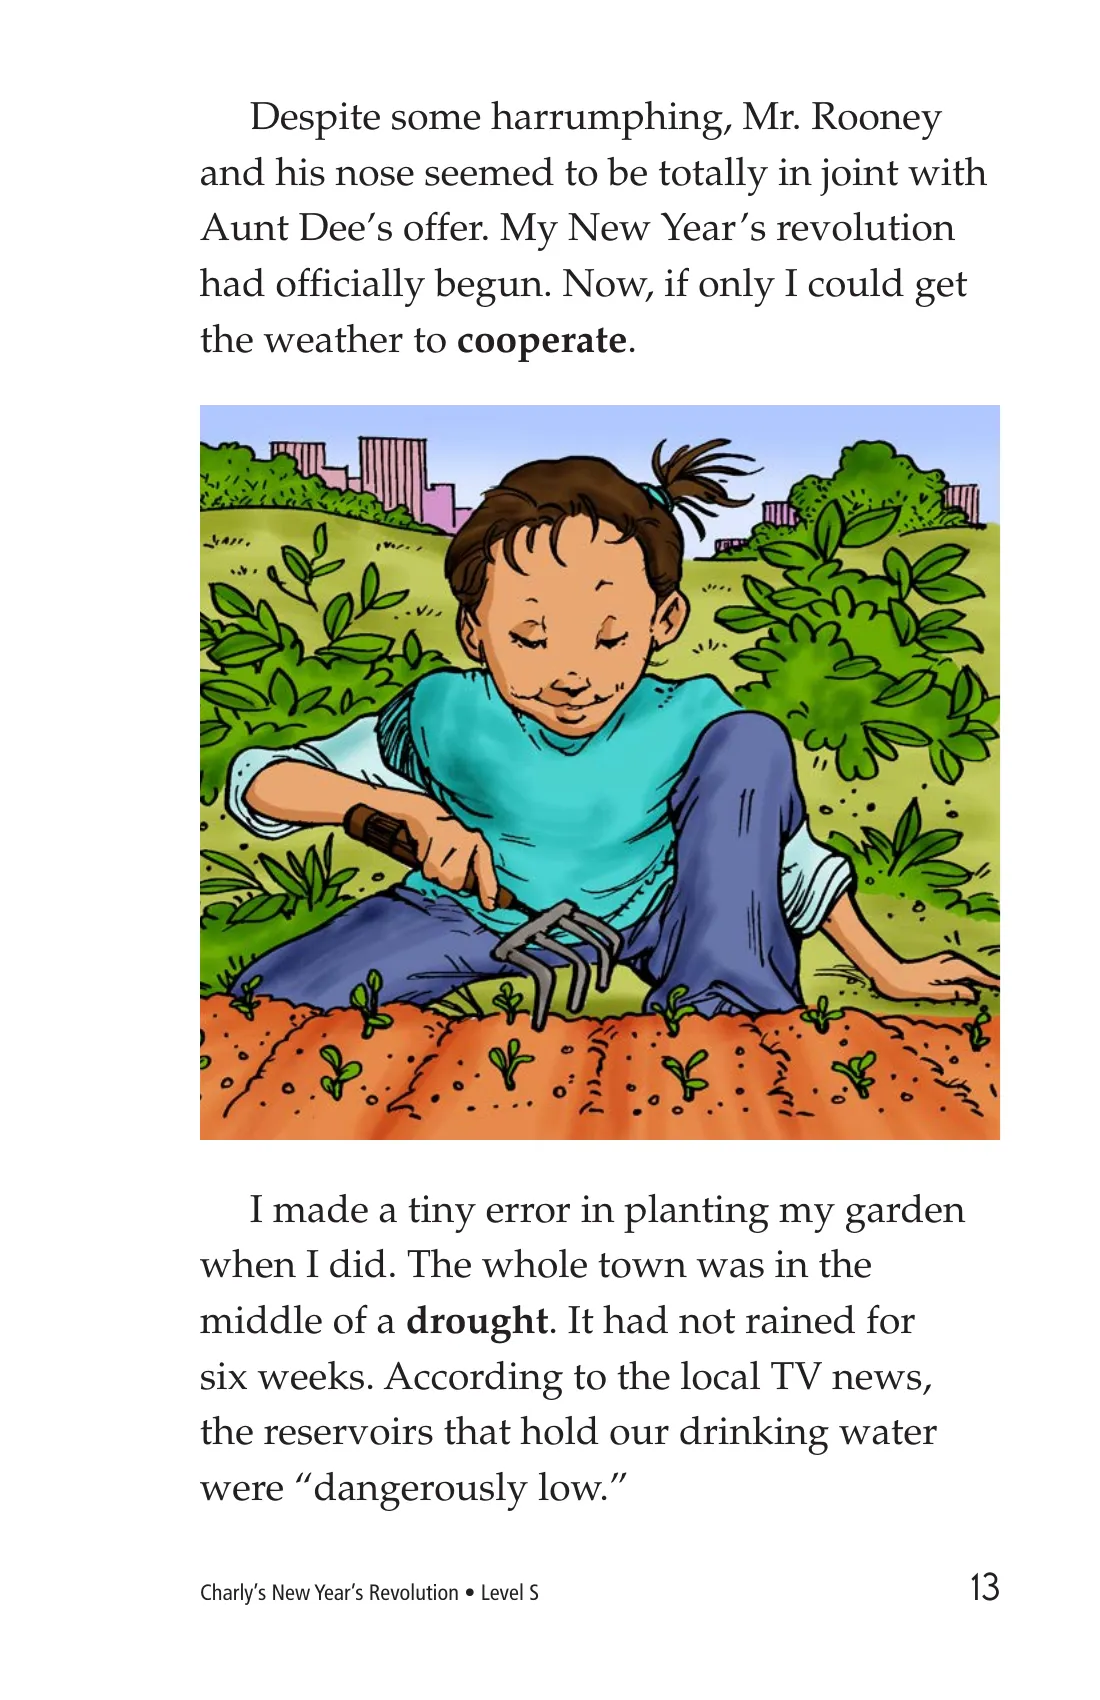 Despite some harrumphing, Mr. Rooney
and his nose seemed to be totally in joint with
Aunt Dee’s offer. My New Year’s revolution
had officially begun. Now, if only I could get
the weather to cooperate.
I made a tiny error in planting my garden
when I did. The whole town was in the
middle of a drought. It had not rained for
six weeks. According to the local TV news,
the reservoirs that hold our drinking water
were “dangerously low.”
Charly’s New Year’s Revolution • Level S
13